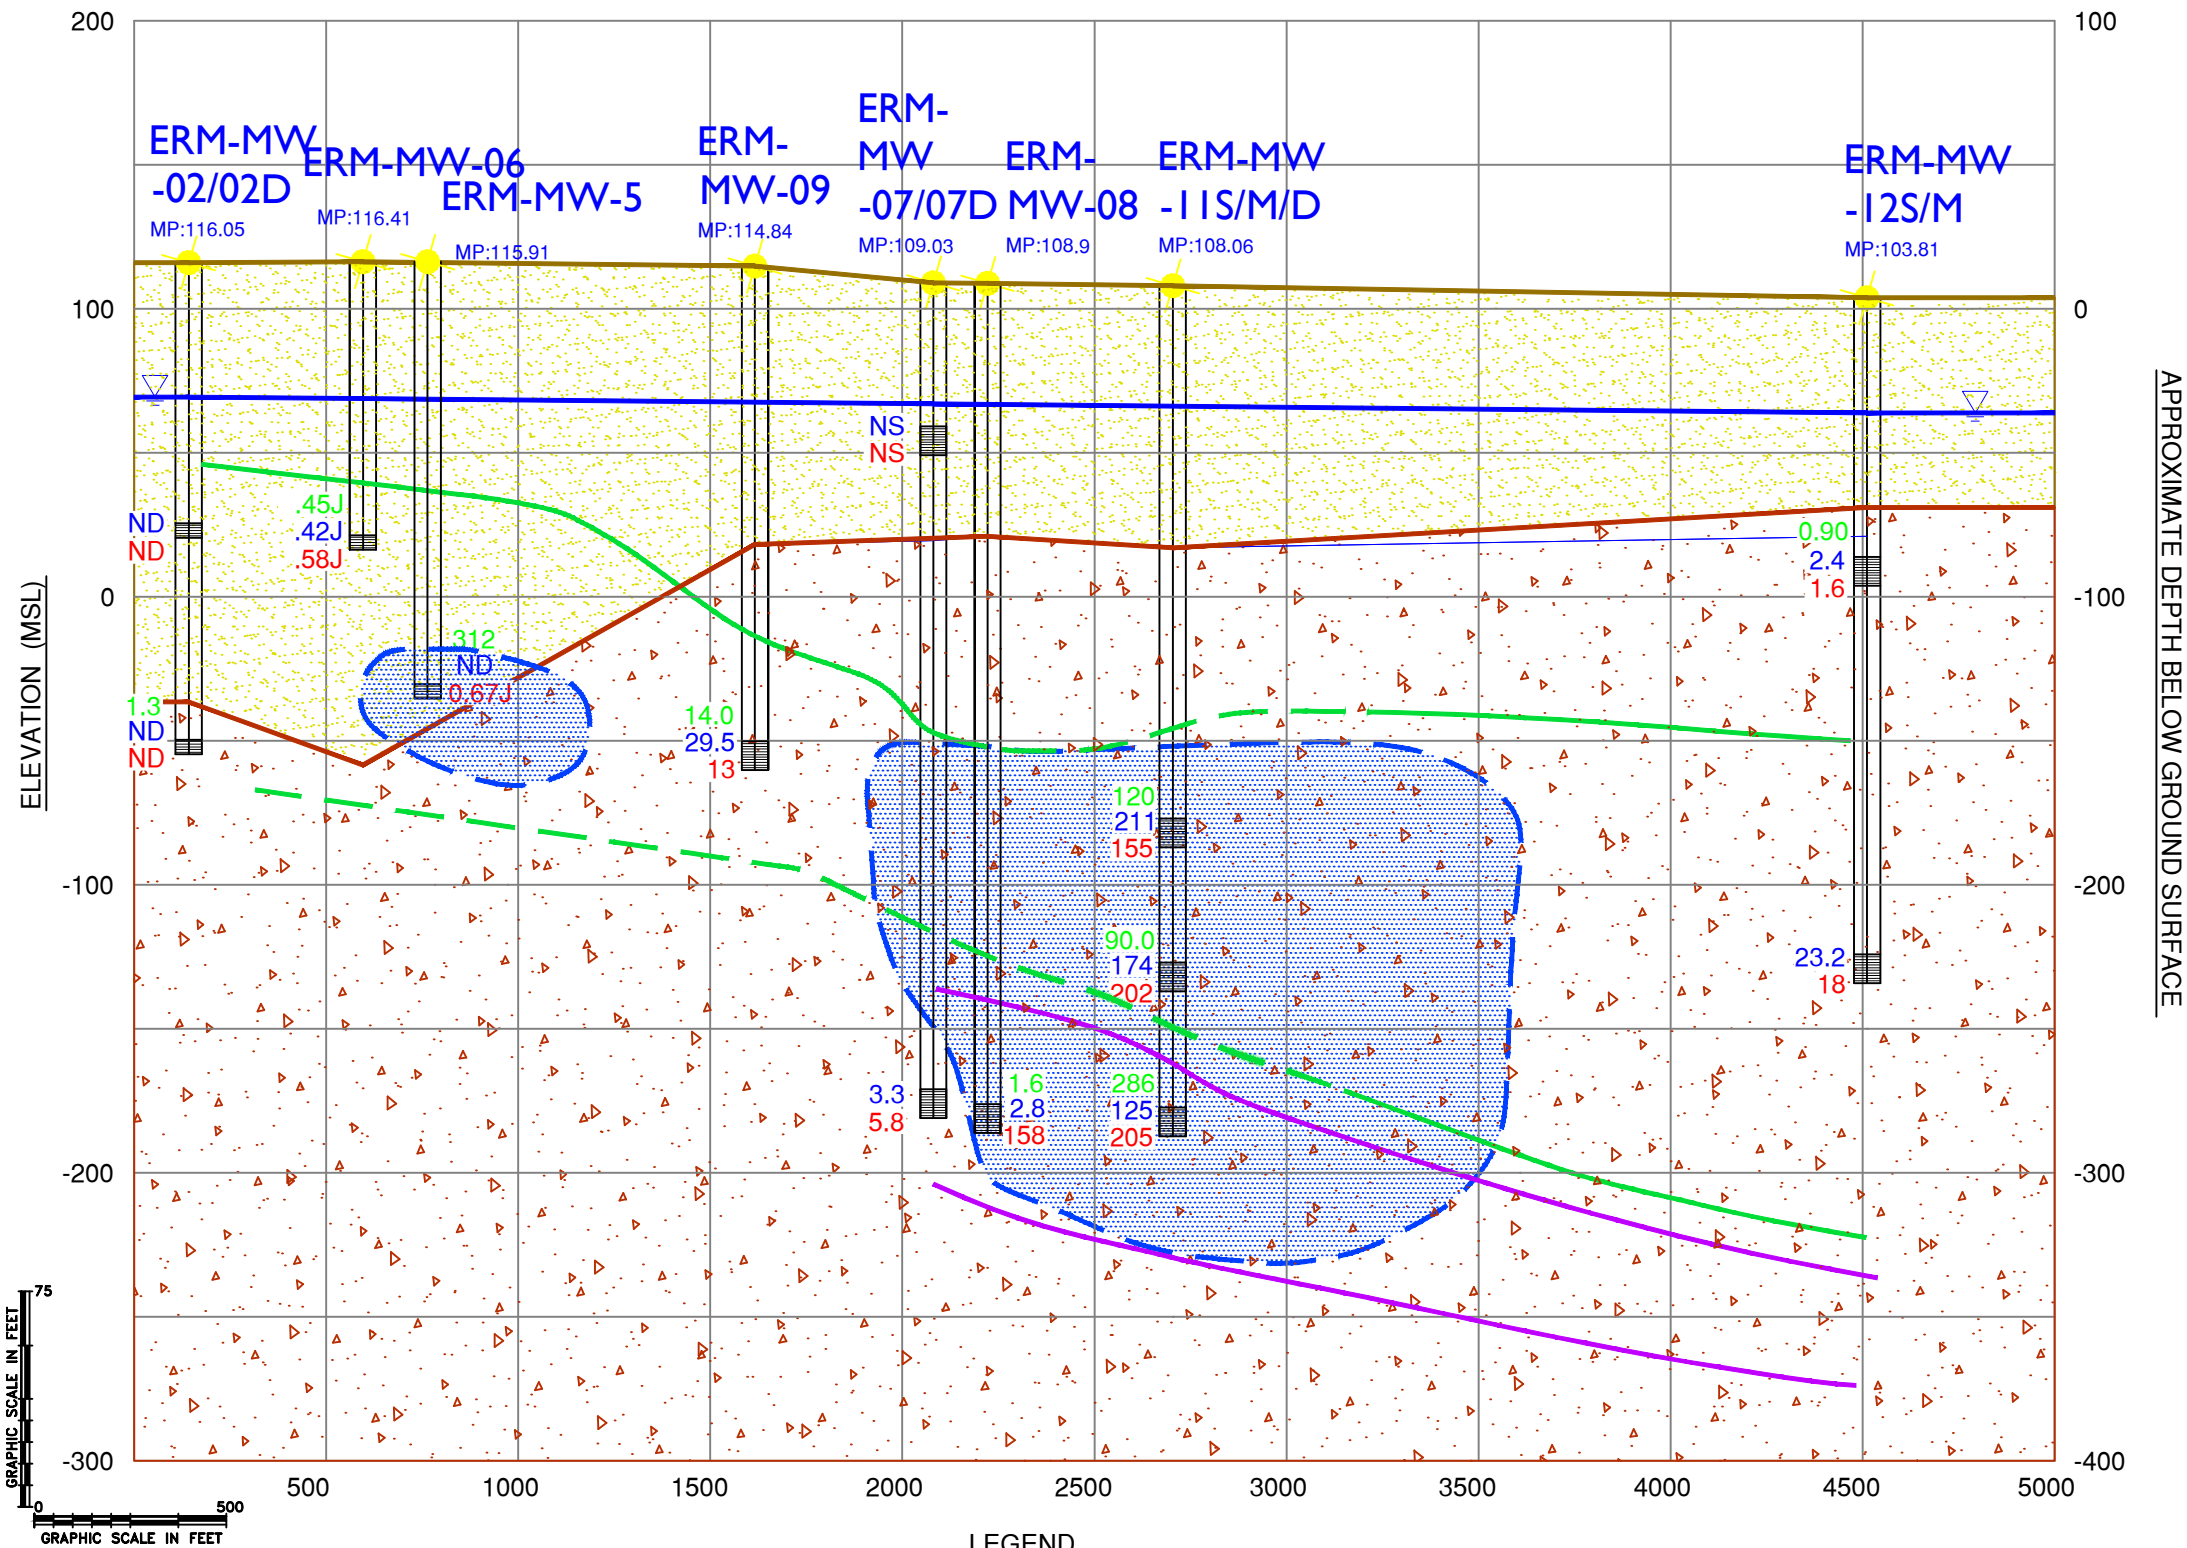 200
100
ERM-
ERM-MW
ERM-MW-06
-02/02D
ERM-MW-5
ERM-
MW-09
MW
-07/07D
ERM-
MW-08
ERM-MW
-11S/M/D
ERM-MW
-12S/M
MP:116.05
MP:116.41
MP:115.91
MP:114.84
MP:109.03
MP:108.9
MP:108.06
MP:103.81
100
0
NS
NS
ND
ND
.45J
.42J
.58J
0.90
2.4
1.6
0
-100
ELEVATION (MSL)
APPROXIMATE DEPTH BELOW GROUND SURFACE
312
ND
0.67J
1.3
ND
ND
14.0
29.5
13
120
211
155
-100
-200
90.0
174
202
23.2
18
3.3
5.8
1.6
2.8
158
286
125
205
-200
-300
-300
-400
500
1000
1500
2000
2500
3000
3500
4000
4500
5000
75
GRAPHIC SCALE IN FEET
0
500
GRAPHIC SCALE IN FEET
LEGEND